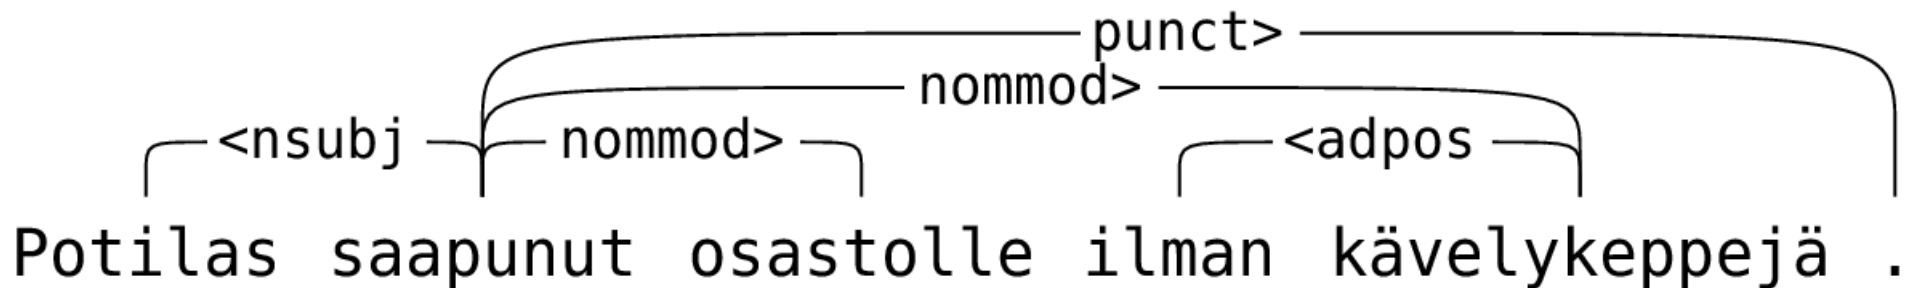 punct>
nommod>
<nsubj nommod> <adpos
Potilas saapunut osastolle ilman kävelykeppejä .